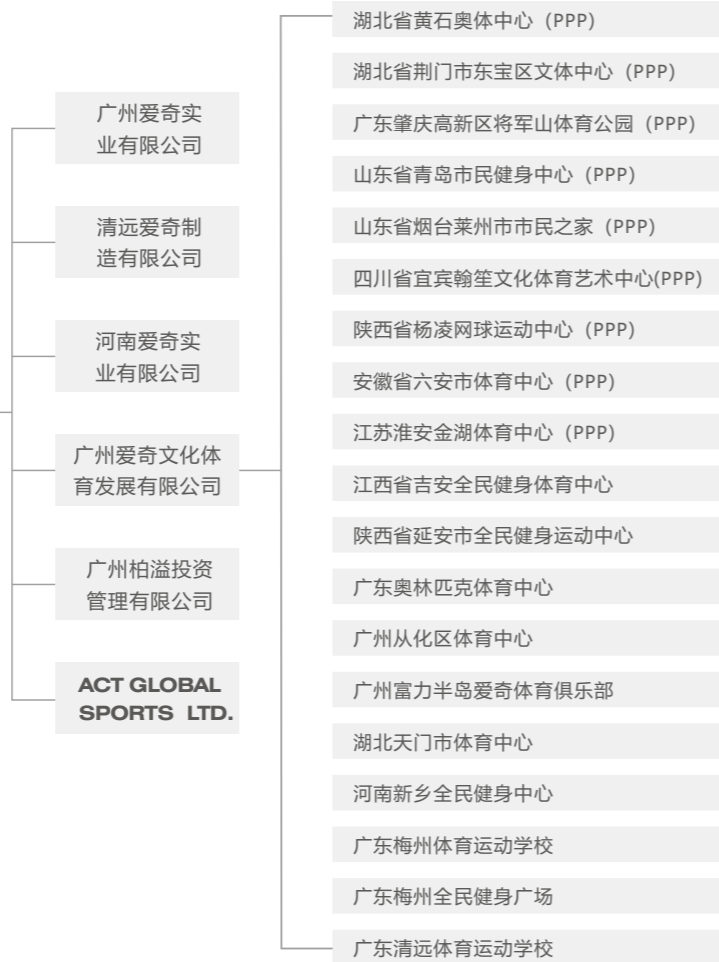 广州爱奇实
业有限公司
清远爱奇制
造有限公司
河南爱奇实
业有限公司
广州爱奇文化体
育发展有限公司
广州柏溢投资
管理有限公司
ACT GLOBAL
SPORTS LTD.
湖北省黄石奥体中心（PPP）
湖北省荆门市东宝区文体中心（PPP）
广东肇庆高新区将军山体育公园（PPP）
山东省青岛市民健身中心（PPP）
山东省烟台莱州市市民之家（PPP）
四川省宜宾翰笙文化体育艺术中心(PPP)
陕西省杨凌网球运动中心（PPP）
安徽省六安市体育中心（PPP）
江苏淮安金湖体育中心（PPP）
江西省吉安全民健身体育中心
陕西省延安市全民健身运动中心
广东奥林匹克体育中心
广州从化区体育中心
广州富力半岛爱奇体育俱乐部
湖北天门市体育中心
河南新乡全民健身中心
广东梅州体育运动学校
广东梅州全民健身广场
广东清远体育运动学校